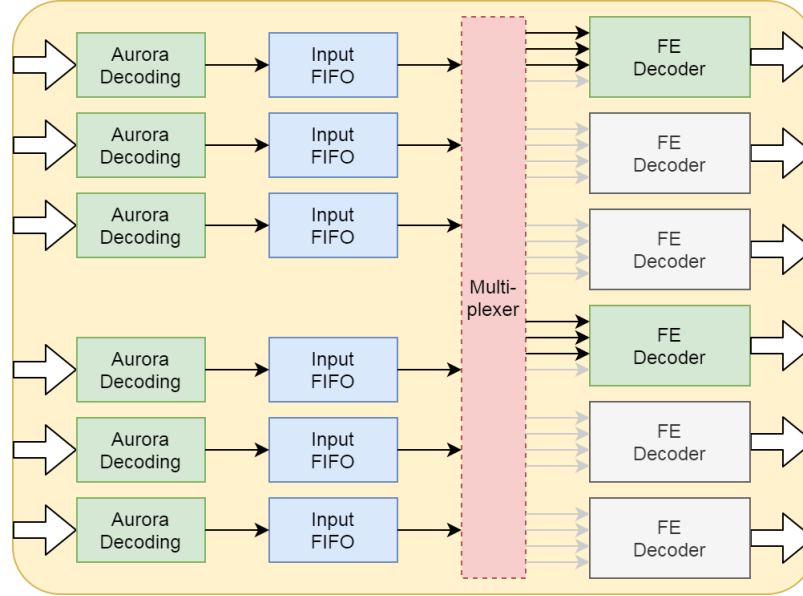 Aurora
Decoding
Input
FIFO
FE
Decoder
Aurora
Decoding
Input
FIFO
FE
Decoder
Aurora
Decoding
Input
FIFO
FE
Decoder
Multi-
plexer
Aurora
Decoding
Input
FIFO
FE
Decoder
Aurora
Decoding
Input
FIFO
FE
Decoder
Aurora
Decoding
Input
FIFO
FE
Decoder